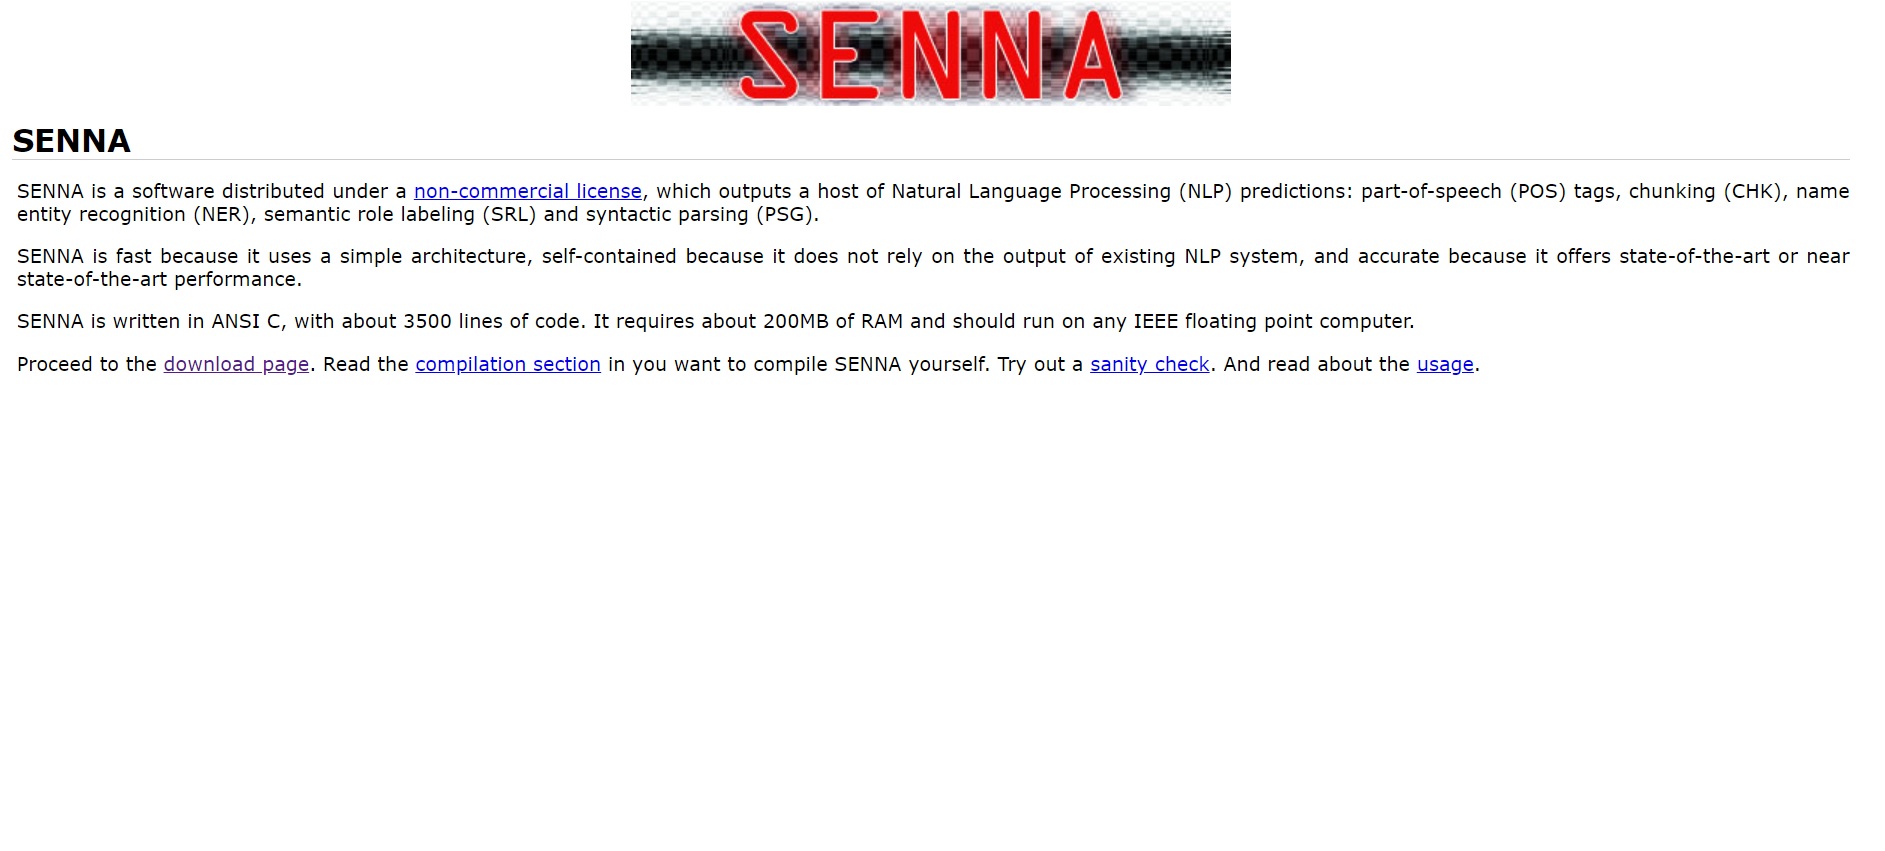 SENNA
SENNA
SENNA is a software distributed under a non-commercial license, which outputs a host of Natural Language Processing (NLP) predictions: part-of-speech (POS) tags, chunking (CHK), name
entity recognition (NER), semantic role labeling (SRL) and syntactic parsing (PSG).
SENNA is fast because it uses a simple architecture, self-contained because it does not rely on the output of existing NLP system, and accurate because it offers state-of-the-art or near
state-of-the-art performance.
SENNA is written in ANSI C, with about 3500 lines of code. It requires about 200MB of RAM and should run on any IEEE floating point computer.
Proceed to the download page. Read the compilation section in you want to compile SENNA yourself. Try out a sanity check. And read about the usage.